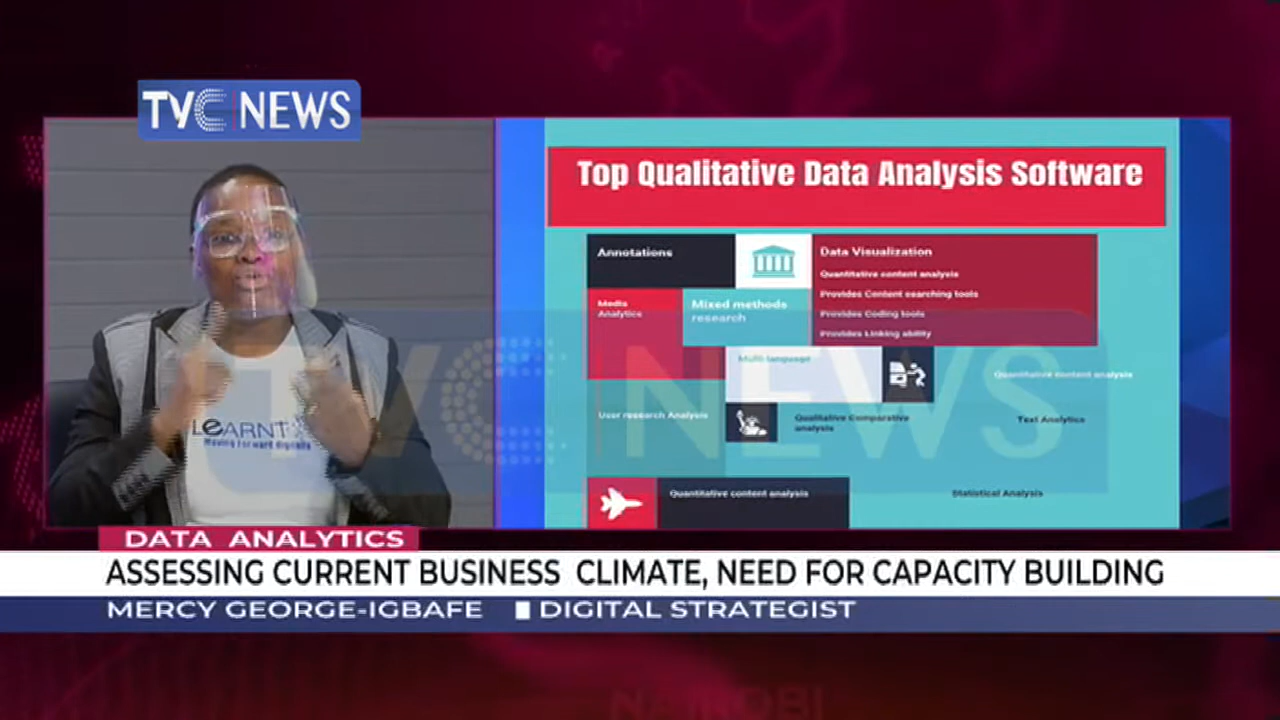 TVC NEWS
Top Qualitative Data Analysis Software
Annotations
Data Visualization
Quantitative content analysis
Provides Content searching tools
Provides Coding tools
Provides Linking ability
Media
Analytics
Mixed methods
research
Multi-language
Quantitative content analysis
User research Analysis
Qualitative Comparative
analysis
Text Analytics
Quantitative content analysis
Statistical Analysis
LEARNT
Moving forward digitally
TVC NEWS
DATA ANALYTICS
ASSESSING CURRENT BUSINESS CLIMATE, NEED FOR CAPACITY BUILDING
MERCY GEORGE-IGBAFE DIGITAL STRATEGIST
NAIROBI